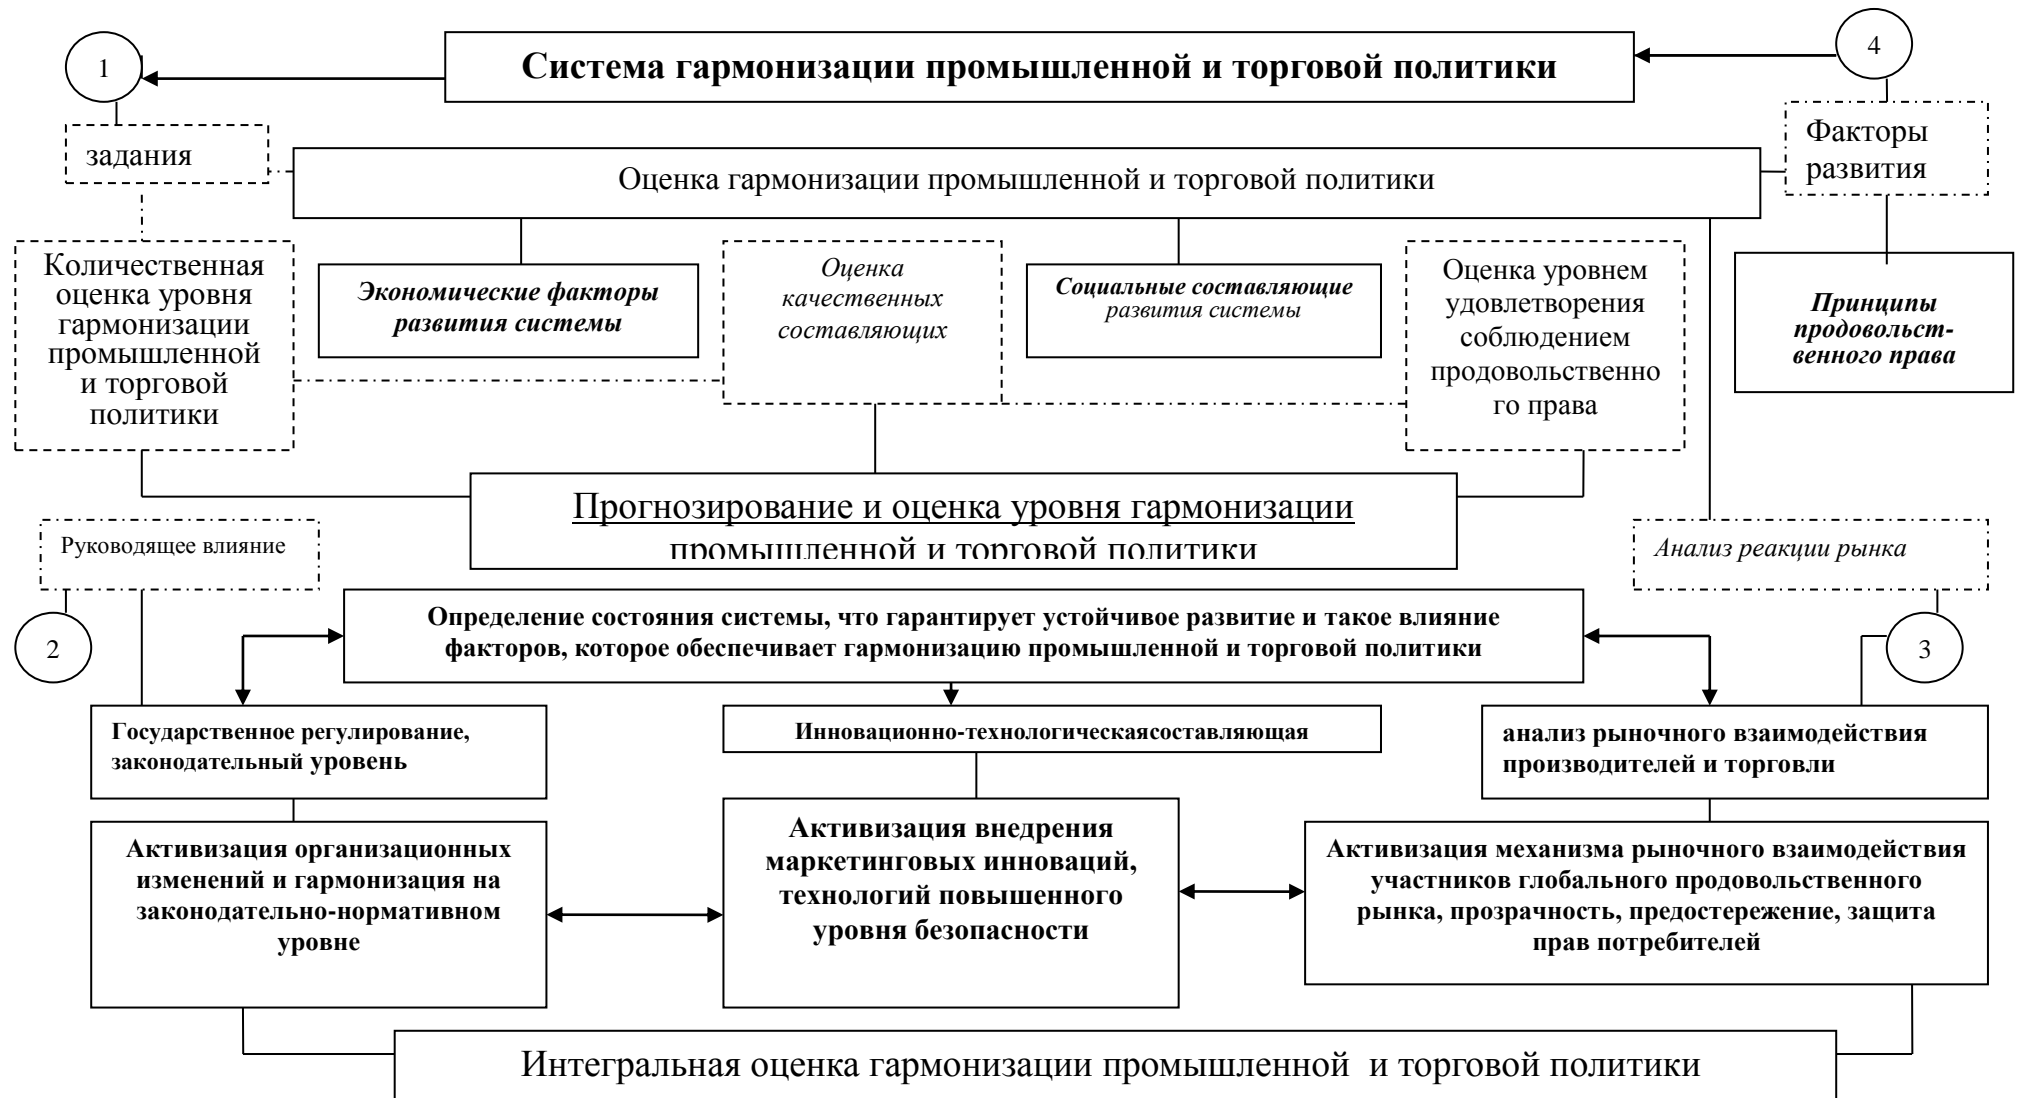 1
Система гармонизации промышленной и торговой политики
4
задания
Оценка гармонизации промышленной и торговой политики
Факторы
развития
Количественная
оценка уровня
гармонизации
промышленной
и торговой
политики
Экономические факторы
развития системы
Оценка
качественных
составляющих
Социальные составляющие
развития системы
Оценка уровнем
удовлетворения
соблюдением
продовольственно
го права
Принципы
продовольст-
венного права
Прогнозирование и оценка уровня гармонизации
промышленной и торговой политики
Руководящее влияние
Анализ реакции рынка
2
Определение состояния системы, что гарантирует устойчивое развитие и такое влияние
факторов, которое обеспечивает гармонизацию промышленной и торговой политики
3
Государственное регулирование,
законодательный уровень
Инновационно-технологическаясоставляющая
анализ рыночного взаимодействия
производителей и торговли
Активизация организационных
изменений и гармонизация на
законодательно-нормативном
уровне
Активизация внедрения
маркетинговых инноваций,
технологий повышенного
уровня безопасности
Активизация механизма рыночного взаимодействия
участников глобального продовольственного
рынка, прозрачность, предостережение, защита
прав потребителей
Интегральная оценка гармонизации промышленной и торговой политики